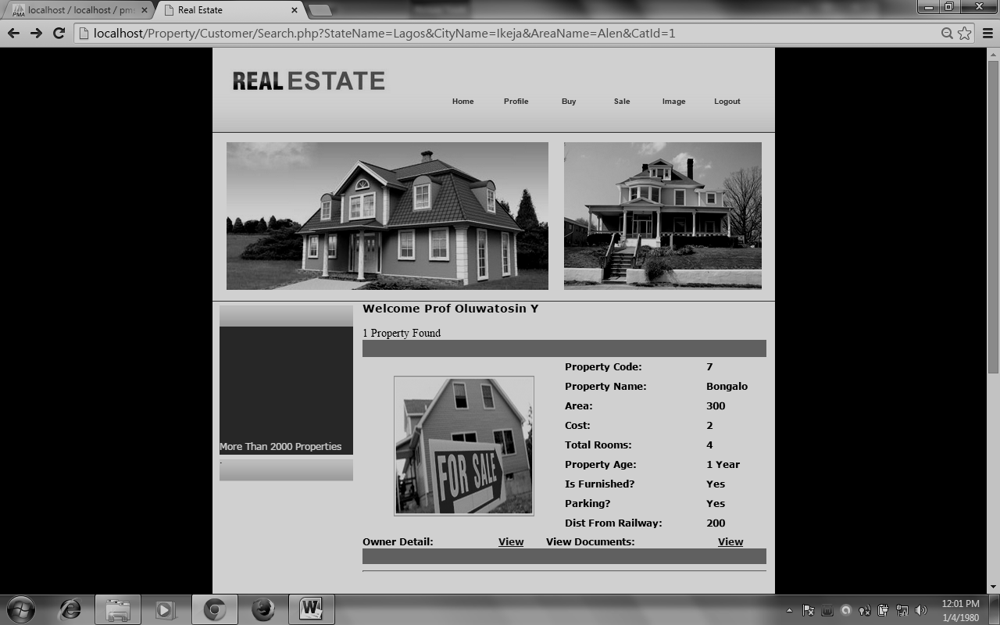 localhost / localhost / pms
Real Estate
localhost/Property/Customer/Search.php?StateName=Lagos&CityName=Ikeja&AreaName=Alen&CatId=1
REAL ESTATE
Home Profile Buy Sale Image Logout
Welcome Prof Oluwatosin Y
1 Property Found
Property Code: 7
Property Name: Bongalo
Area: 300
Cost: 2
Total Rooms: 4
Property Age: 1 Year
Is Furnished? Yes
Parking? Yes
Dist From Railway: 200
FOR SALE
Owner Detail: View View Documents: View
More Than 2000 Properties
.
W
12:01 PM
1/4/1980